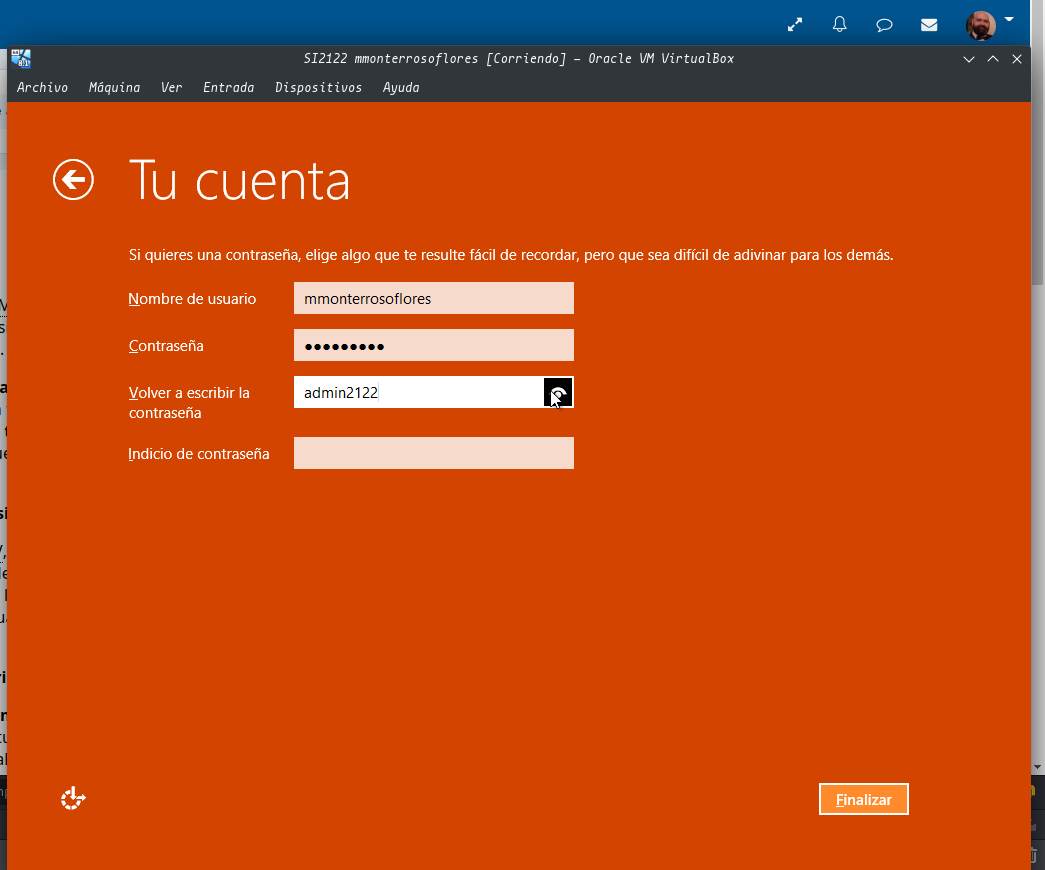 SI2122 mmonterrosoflores [Corriendo] – Oracle VM VirtualBox
Archivo Máquina Ver Entrada Dispositivos Ayuda
Tu cuenta
Si quieres una contraseña, elige algo que te resulte fácil de recordar, pero que sea difícil de adivinar para los demás.
Nombre de usuario mmonterrosoflores
Contraseña •••••••••
Volver a escribir la admin2122
contraseña
Indicio de contraseña
Finalizar